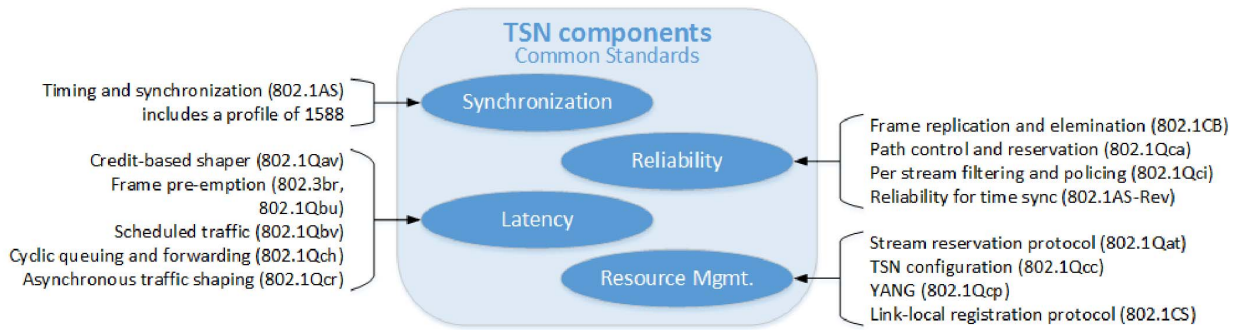 TSN components
Common Standards
Timing and synchronization (802.1AS)
includes a profile of 1588
Synchronization
Credit-based shaper (802.1Qav)
Frame pre-emption (802.3br,
802.1Qbu)
Scheduled traffic (802.1Qbv)
Cyclic queuing and forwarding (802.1Qch)
Asynchronous traffic shaping (802.1Qcr)
Latency
Reliability
Frame replication and elemination (802.1CB)
Path control and reservation (802.1Qca)
Per stream filtering and policing (802.1Qci)
Reliability for time sync (802.1AS-Rev)
Resource Mgmt.
Stream reservation protocol (802.1Qat)
TSN configuration (802.1Qcc)
YANG (802.1Qcp)
Link-local registration protocol (802.1CS)